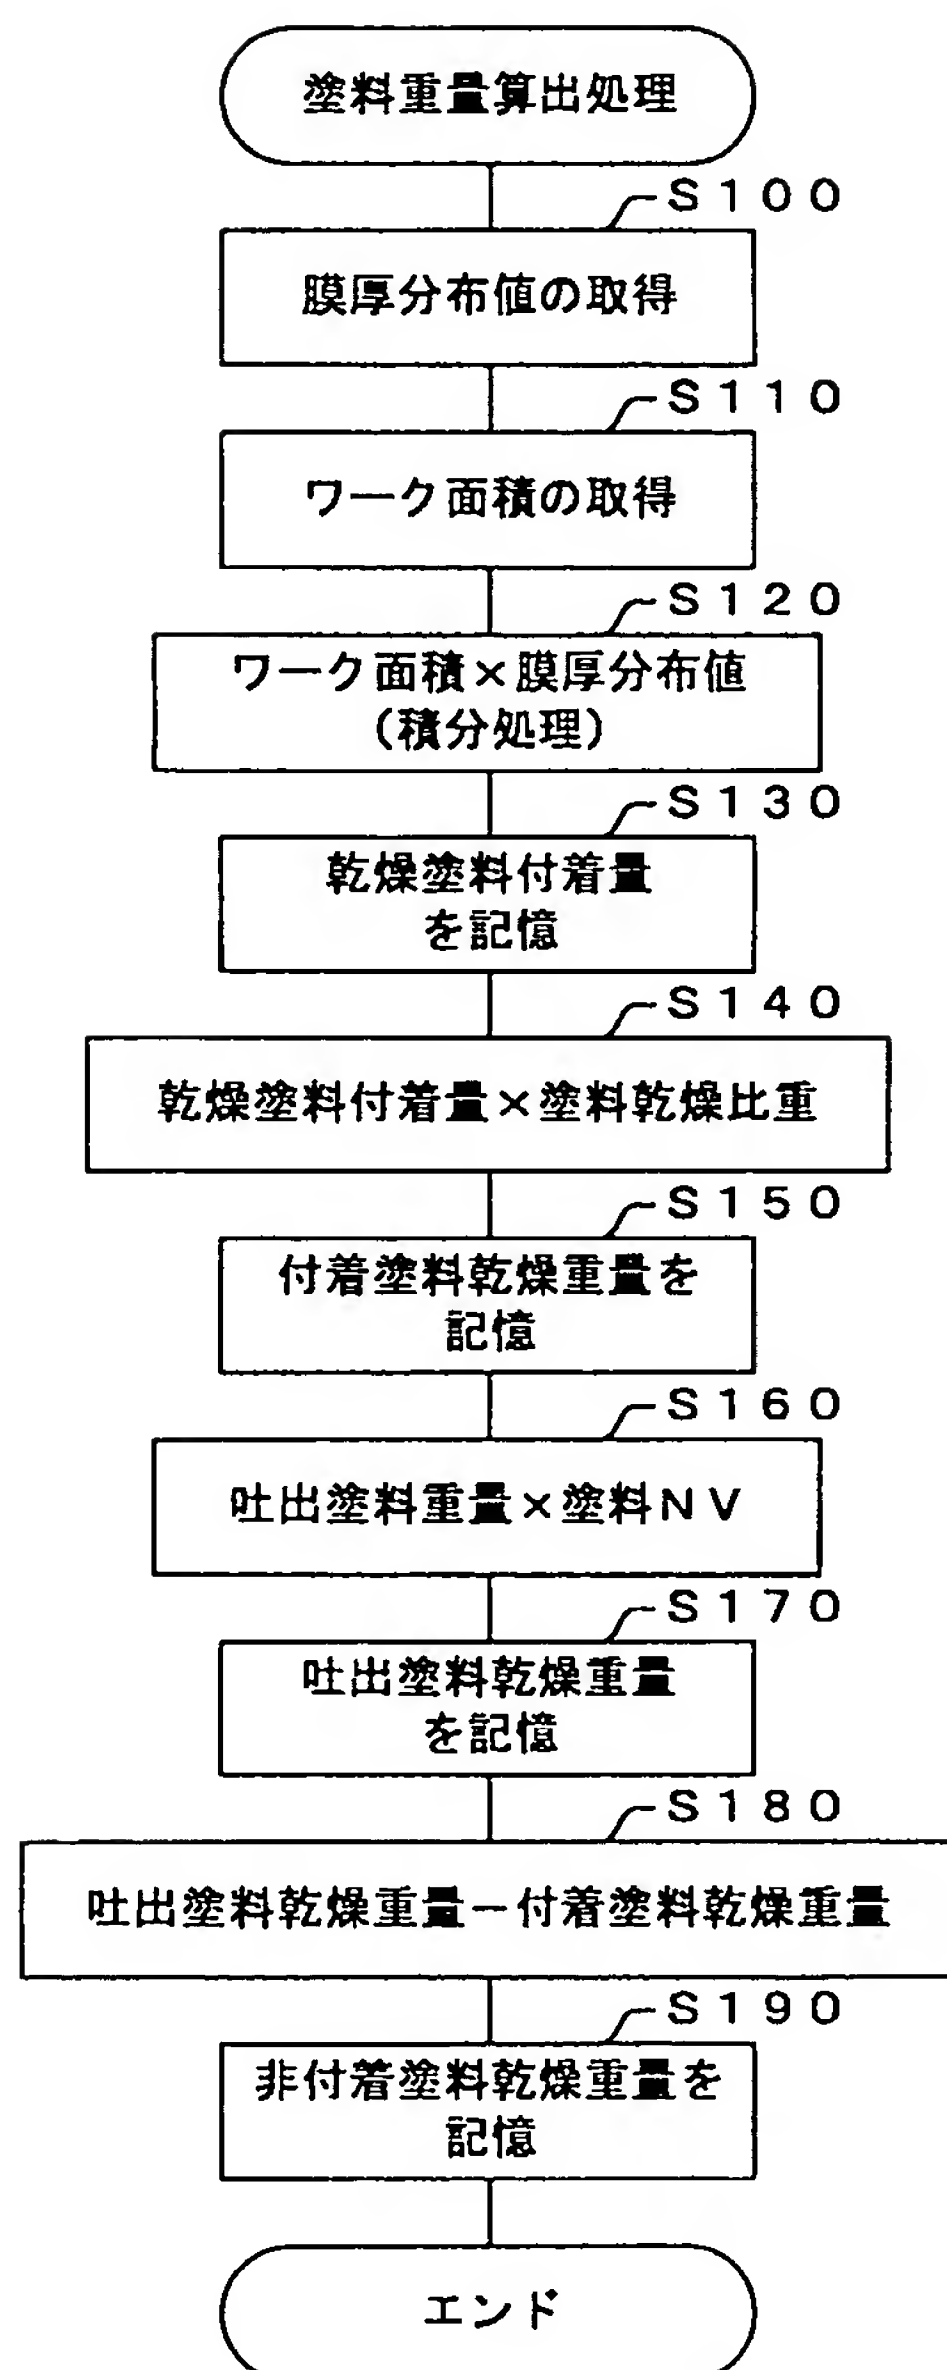 塗料重量算出処理
S100
膜厚分布値の取得
S110
ワーク面積の取得
S120
ワーク面積×膜厚分布値
(積分処理)
S130
乾燥塗料付着量
を記憶
S140
乾燥塗料付着量×塗料乾燥比重
S150
付着塗料乾燥重量を
記憶
S160
吐出塗料重量×塗料NV
S170
吐出塗料乾燥重量
を記憶
S180
吐出塗料乾燥重量－付着塗料乾燥重量
S190
非付着塗料乾燥重量を
記憶
エンド